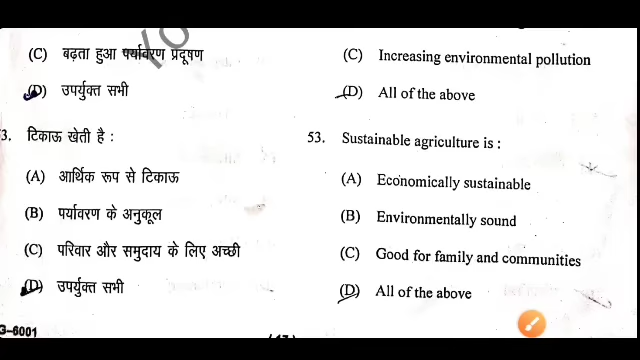 (C) बढ़ता हुआ पर्यावरण प्रदूषण
(D) उपर्युक्त सभी
3. टिकाऊ खेती है :
(A) आर्थिक रूप से टिकाऊ
(B) पर्यावरण के अनुकूल
(C) परिवार और समुदाय के लिए अच्छी
(D) उपर्युक्त सभी
G-6001
(C) Increasing environmental pollution
(D) All of the above
53. Sustainable agriculture is :
(A) Economically sustainable
(B) Environmentally sound
(C) Good for family and communities
(D) All of the above